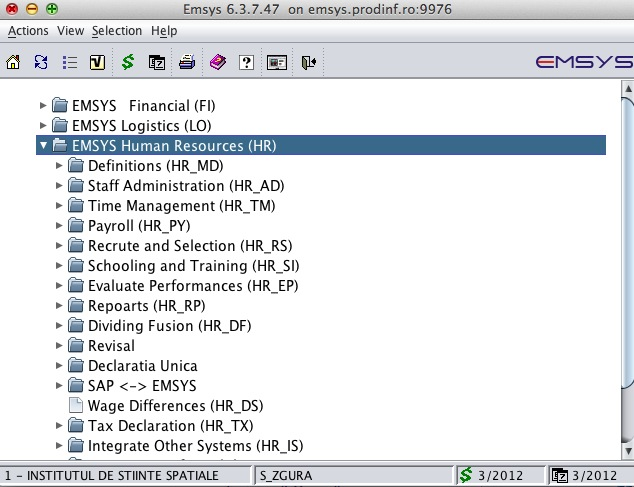 Emsys 6.3.7.47 on emsys.prodinf.ro:9976
Actions View Selection Help
EMSYS
EMSYS Financial (FI)
EMSYS Logistics (LO)
EMSYS Human Resources (HR)
Definitions (HR_MD)
Staff Administration (HR_AD)
Time Management (HR_TM)
Payroll (HR_PY)
Recrute and Selection (HR_RS)
Schooling and Training (HR_SI)
Evaluate Performances (HR_EP)
Repoarts (HR_RP)
Dividing Fusion (HR_DF)
Revisal
Declaratia Unica
SAP <-> EMSYS
Wage Differences (HR_DS)
Tax Declaration (HR_TX)
Integrate Other Systems (HR_IS)
1 - INSTITUTUL DE STIINTE SPATIALE S_ZGURA $ 3/2012 3/2012